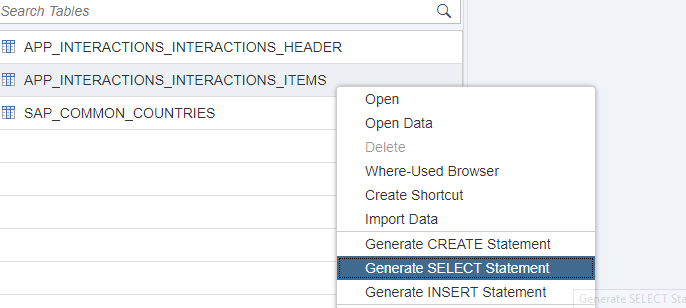 Search Tables
APP_INTERACTIONS_INTERACTIONS_HEADER
APP_INTERACTIONS_INTERACTIONS_ITEMS
SAP_COMMON_COUNTRIES
Open
Open Data
Delete
Where-Used Browser
Create Shortcut
Import Data
Generate CREATE Statement
Generate SELECT Statement
Generate INSERT Statement
Generate SELECT Sta